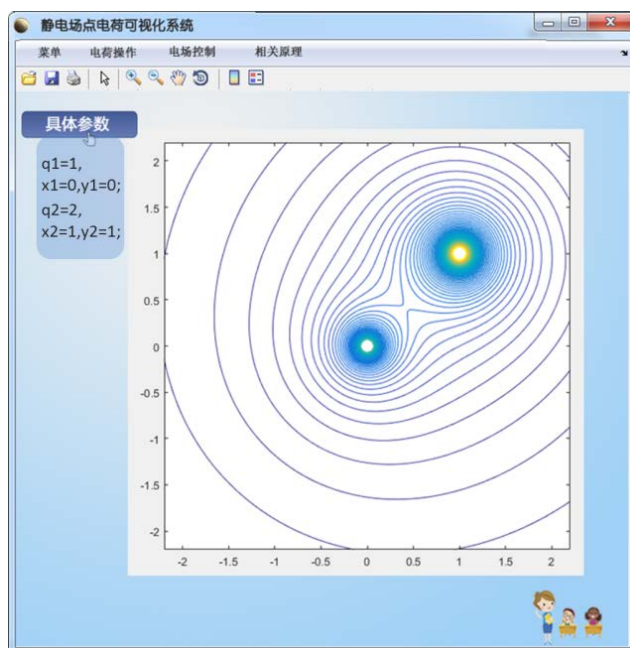 静电场点电荷可视化系统
菜单 电荷操作 电场控制 相关原理
具体参数
q1=1,
x1=0,y1=0;
q2=2,
x2=1,y2=1;
2
1.5
1
0.5
0
-0.5
-1
-1.5
-2
-2 -1.5 -1 -0.5 0 0.5 1 1.5 2